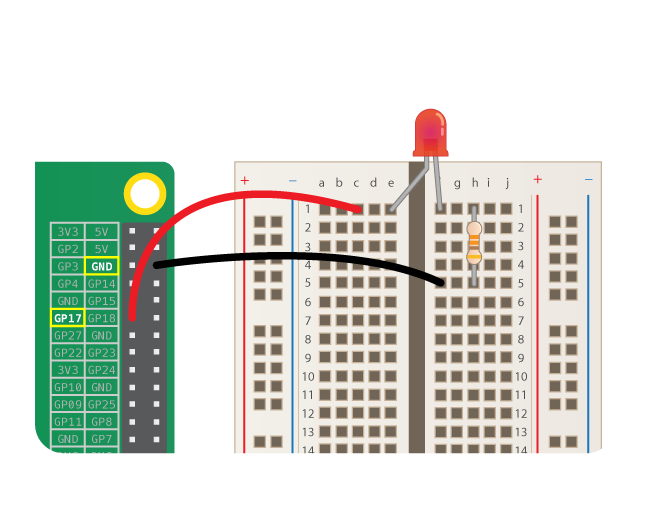 3V3 5V
GP2 5V
GP3 GND
GP4 GP14
GND GP15
GP17 GP18
GP27 GND
GP22 GP23
3V3 GP24
GP10 GND
GP09 GP25
GP11 GP8
GND GP7
+ − a b c d e g h i j + −
1 1
2 2
3 3
4 4
5 5
6 6
7 7
8 8
9 9
10 10
11 11
12 12
13 13
14 14